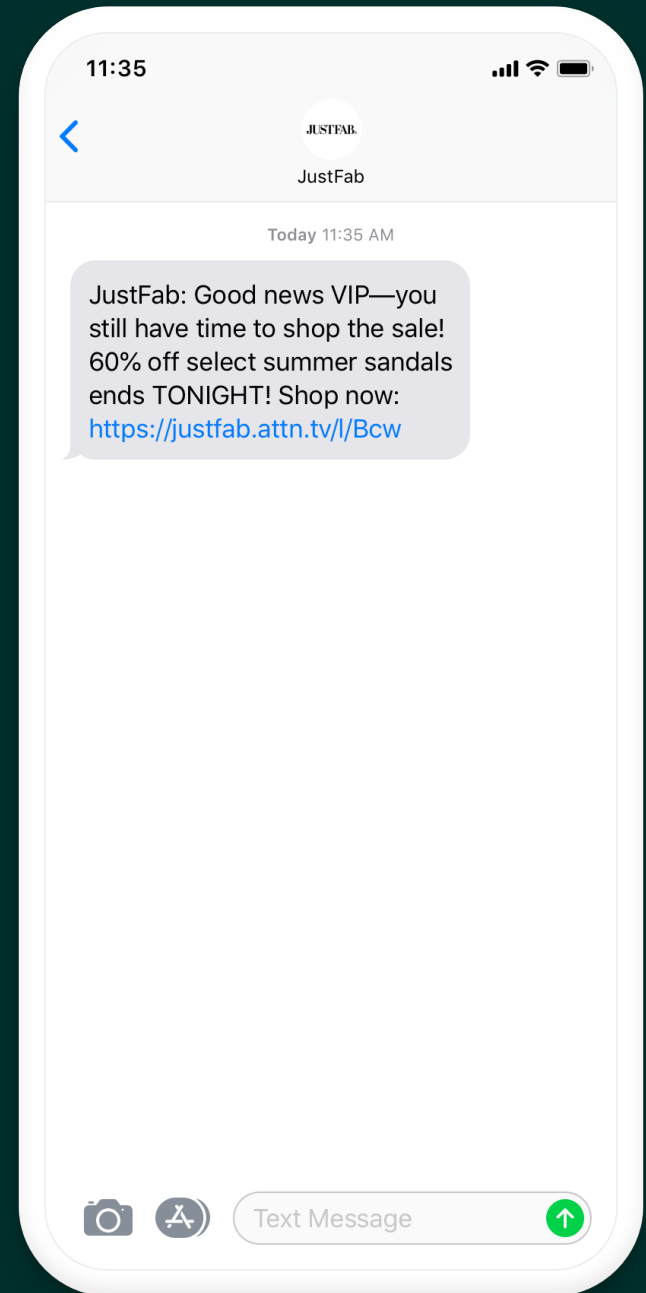 11:35
JUSTFAB.
JustFab
Today 11:35 AM
JustFab: Good news VIP—you
still have time to shop the sale!
60% off select summer sandals
ends TONIGHT! Shop now:
https://justfab.attn.tv/l/Bcw
Text Message